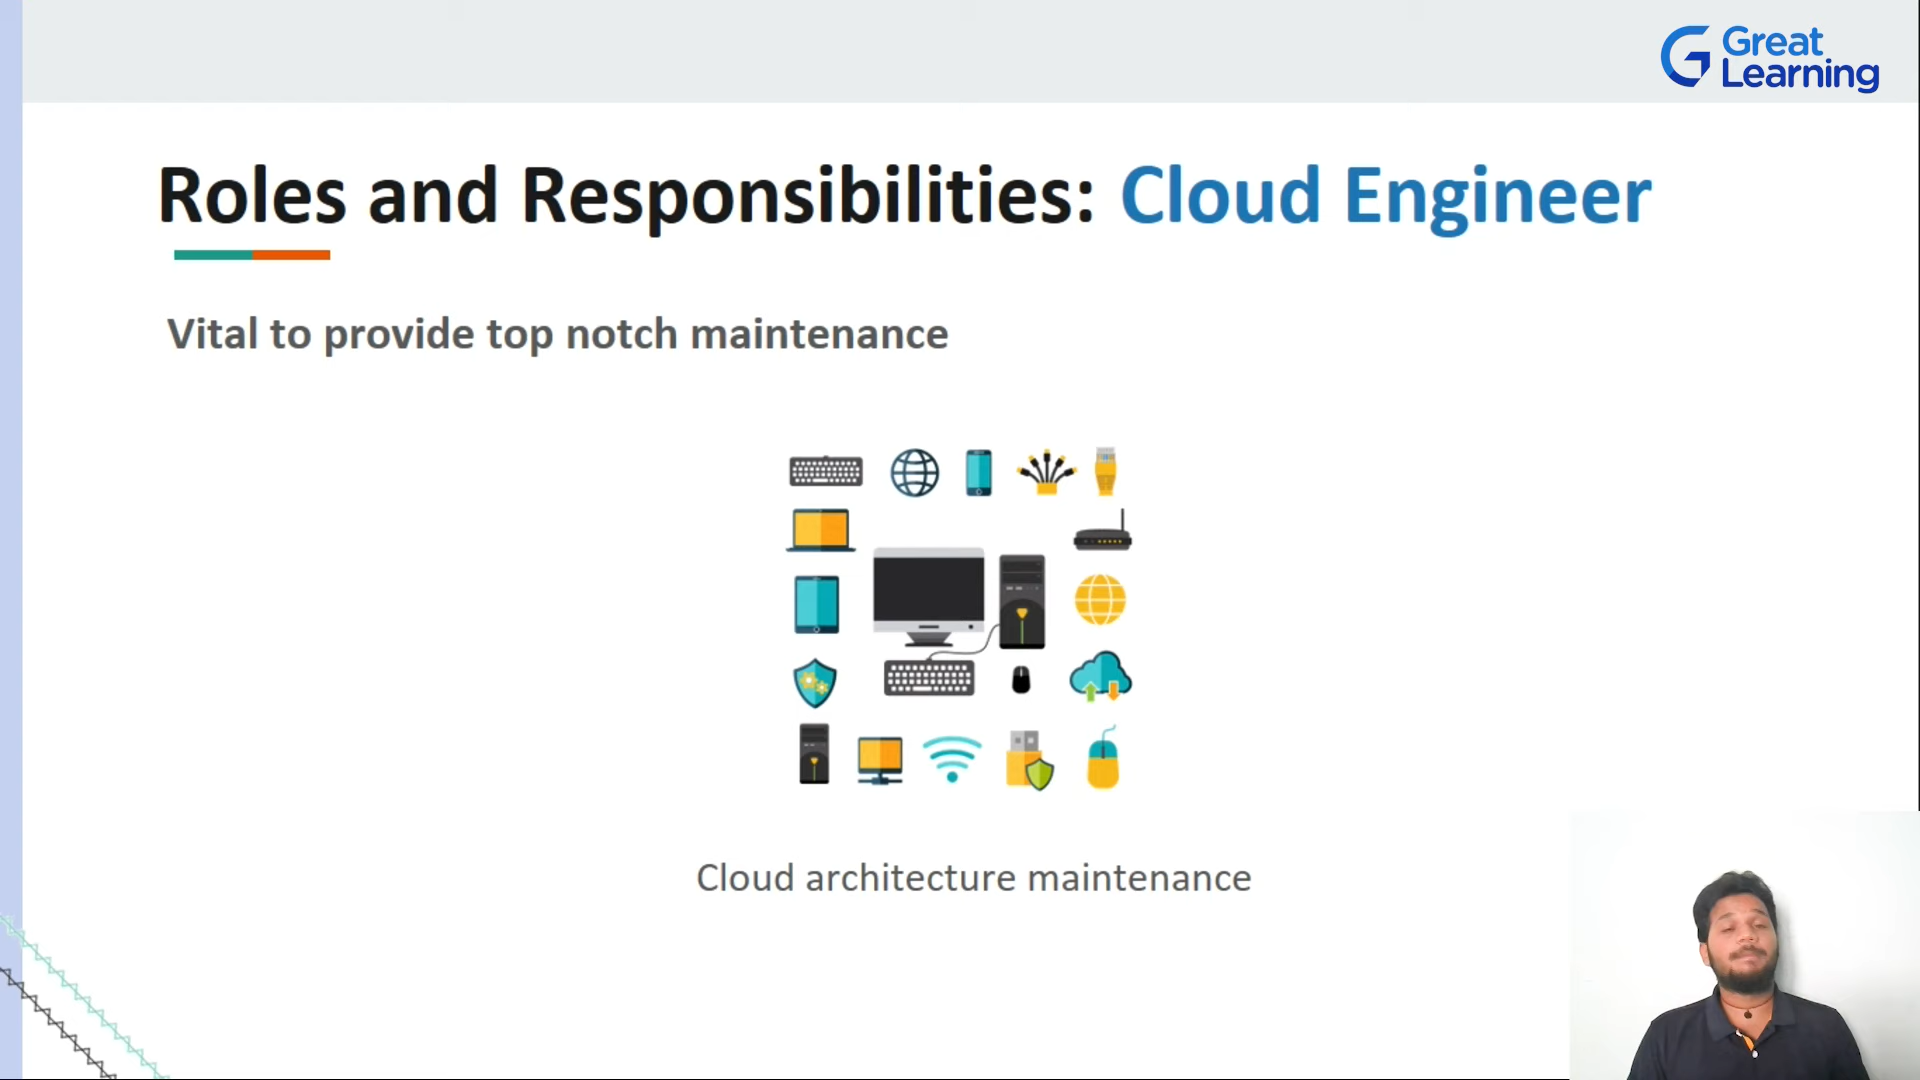 Great
Learning
Roles and Responsibilities: Cloud Engineer
Vital to provide top notch maintenance
Cloud architecture maintenance